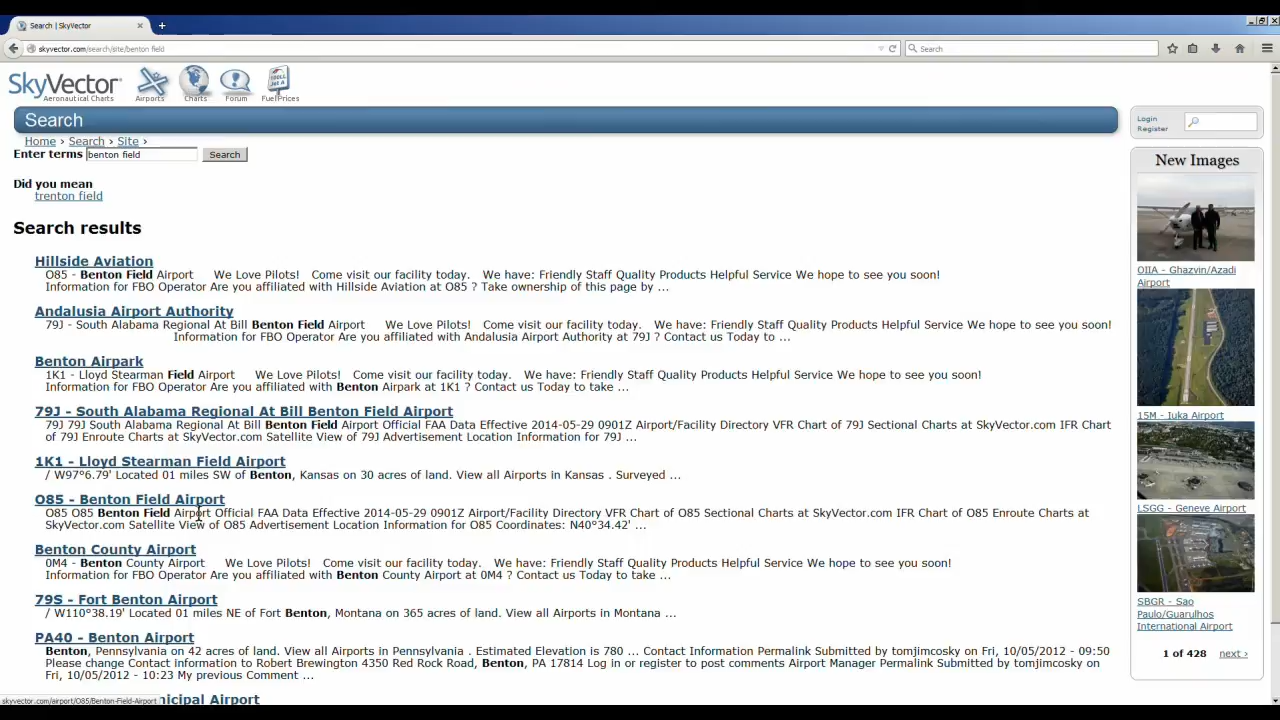 Search | SkyVector
skyvector.com/search/site/benton field
Search
SkyVector
Aeronautical Charts
Airports
Charts
Forum
100LL
Jet A
FuelPrices
Search
Home › Search › Site ›
Enter terms benton field Search
Did you mean
trenton field
Search results
Hillside Aviation
O85 - Benton Field Airport We Love Pilots! Come visit our facility today. We have: Friendly Staff Quality Products Helpful Service We hope to see you soon!
Information for FBO Operator Are you affiliated with Hillside Aviation at O85 ? Take ownership of this page by ...
Andalusia Airport Authority
79J - South Alabama Regional At Bill Benton Field Airport We Love Pilots! Come visit our facility today. We have: Friendly Staff Quality Products Helpful Service We hope to see you soon!
Information for FBO Operator Are you affiliated with Andalusia Airport Authority at 79J ? Contact us Today to ...
Benton Airpark
1K1 - Lloyd Stearman Field Airport We Love Pilots! Come visit our facility today. We have: Friendly Staff Quality Products Helpful Service We hope to see you soon!
Information for FBO Operator Are you affiliated with Benton Airpark at 1K1 ? Contact us Today to take ...
79J - South Alabama Regional At Bill Benton Field Airport
79J 79J South Alabama Regional At Bill Benton Field Airport Official FAA Data Effective 2014-05-29 0901Z Airport/Facility Directory VFR Chart of 79J Sectional Charts at SkyVector.com IFR Chart
of 79J Enroute Charts at SkyVector.com Satellite View of 79J Advertisement Location Information for 79J ...
1K1 - Lloyd Stearman Field Airport
/ W97°6.79' Located 01 miles SW of Benton, Kansas on 30 acres of land. View all Airports in Kansas . Surveyed ...
O85 - Benton Field Airport
O85 O85 Benton Field Airport Official FAA Data Effective 2014-05-29 0901Z Airport/Facility Directory VFR Chart of O85 Sectional Charts at SkyVector.com IFR Chart of O85 Enroute Charts at
SkyVector.com Satellite View of O85 Advertisement Location Information for O85 Coordinates: N40°34.42' ...
Benton County Airport
0M4 - Benton County Airport We Love Pilots! Come visit our facility today. We have: Friendly Staff Quality Products Helpful Service We hope to see you soon!
Information for FBO Operator Are you affiliated with Benton County Airport at 0M4 ? Contact us Today to take ...
79S - Fort Benton Airport
/ W110°38.19' Located 01 miles NE of Fort Benton, Montana on 365 acres of land. View all Airports in Montana ...
PA40 - Benton Airport
Benton, Pennsylvania on 42 acres of land. View all Airports in Pennsylvania . Estimated Elevation is 780 ... Contact Information Permalink Submitted by tomjimcosky on Fri, 10/05/2012 - 09:50
Please change Contact information to Robert Brewington 4350 Red Rock Road, Benton, PA 17814 Log in or register to post comments Airport Manager Permalink Submitted by tomjimcosky on
Fri, 10/05/2012 - 10:23 My previous Comment ...
nicipal Airport
skyvector.com/airport/O85/Benton-Field-Airport
Login
Register
New Images
OIIA - Ghazvin/Azadi
Airport
15M - Iuka Airport
LSGG - Geneve Airport
SBGR - Sao
Paulo/Guarulhos
International Airport
1 of 428 next ›